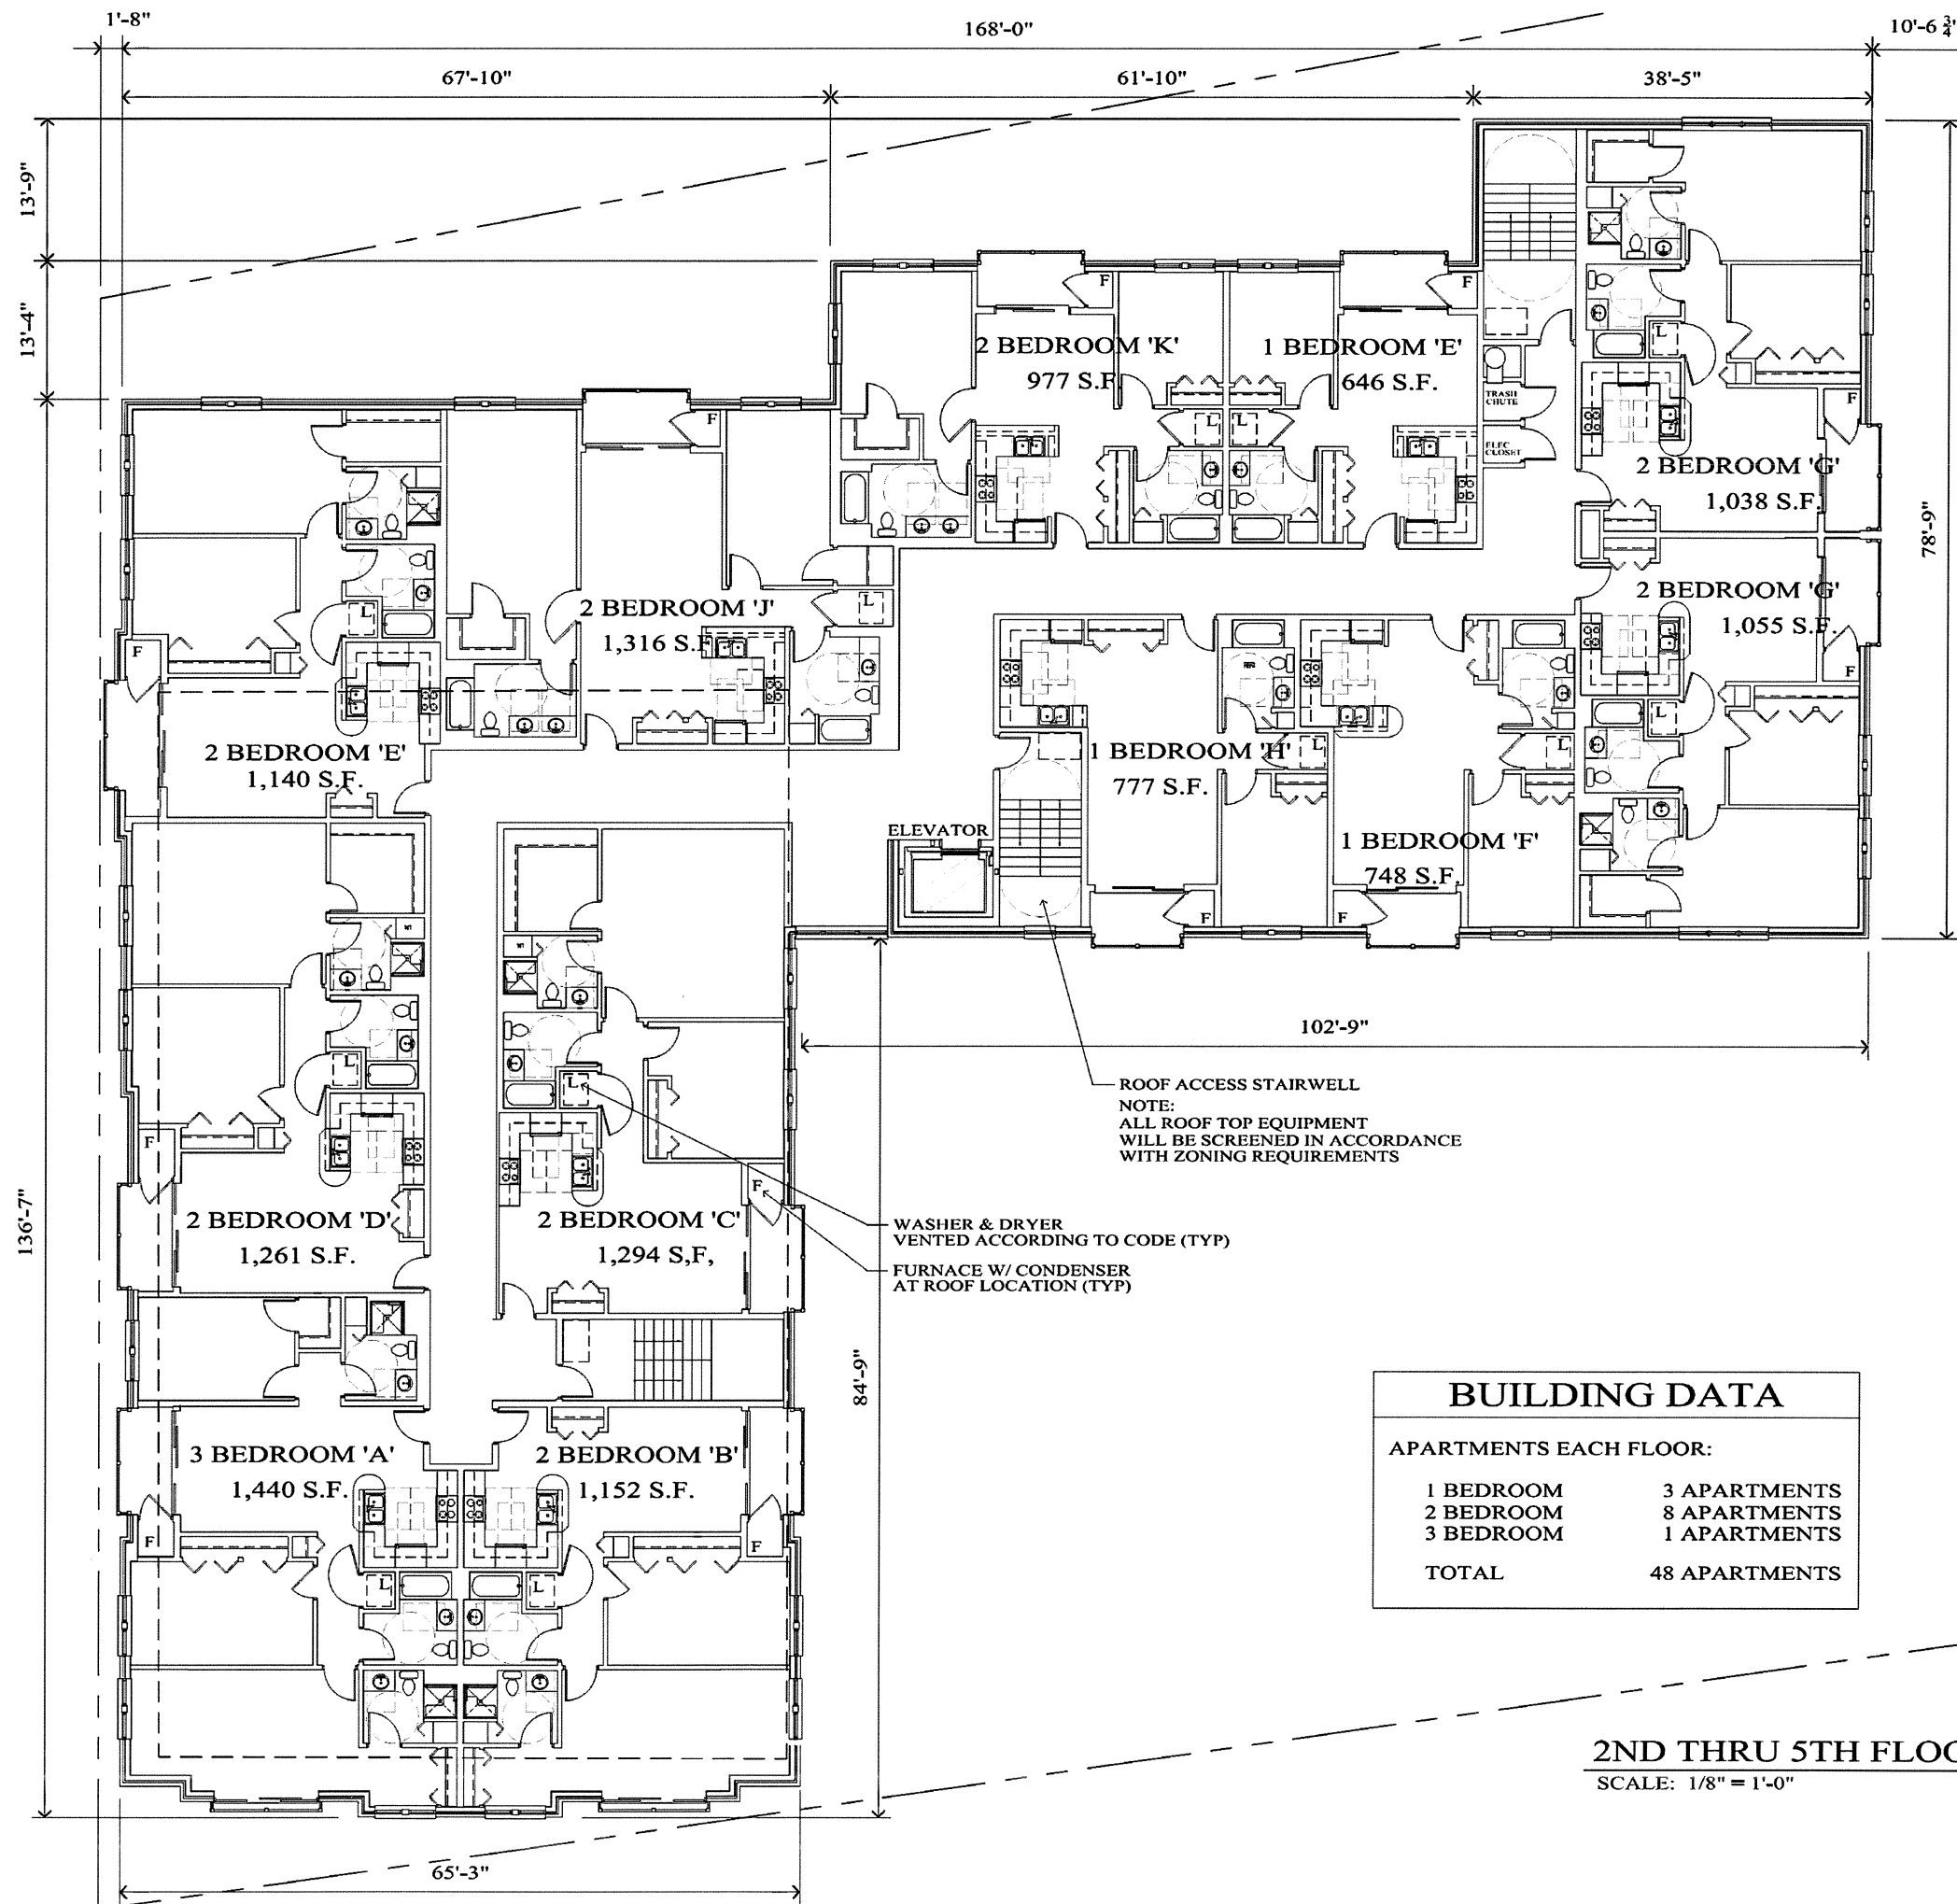 1'-8"
168'-0"
10'-6 3/4"
67'-10"
61'-10"
38'-5"
13'-9"
13'-4"
136'-7"
78'-9"
F
F
F
2 BEDROOM 'K'
977 S.F.
1 BEDROOM 'E'
646 S.F.
L
L
L
TRASH
CHUTE
ELEC
CLOSET
F
2 BEDROOM 'G'
1,038 S.F.
2 BEDROOM 'G'
1,055 S.F.
F
L
2 BEDROOM 'J'
1,316 S.F.
L
L
F
2 BEDROOM 'E'
1,140 S.F.
1 BEDROOM 'H'
777 S.F.
L
L
ELEVATOR
1 BEDROOM 'F'
748 S.F.
F
F
102'-9"
ROOF ACCESS STAIRWELL
NOTE:
ALL ROOF TOP EQUIPMENT
WILL BE SCREENED IN ACCORDANCE
WITH ZONING REQUIREMENTS
L
L
F
F
2 BEDROOM 'D'
1,261 S.F.
2 BEDROOM 'C'
1,294 S,F,
WASHER & DRYER
VENTED ACCORDING TO CODE (TYP)
FURNACE W/ CONDENSER
AT ROOF LOCATION (TYP)
84'-9"
3 BEDROOM 'A'
1,440 S.F.
2 BEDROOM 'B'
1,152 S.F.
F
F
L
L
BUILDING DATA
APARTMENTS EACH FLOOR:
1 BEDROOM 3 APARTMENTS
2 BEDROOM 8 APARTMENTS
3 BEDROOM 1 APARTMENTS
TOTAL 48 APARTMENTS
2ND THRU 5TH FLOO
SCALE: 1/8" = 1'-0"
65'-3"